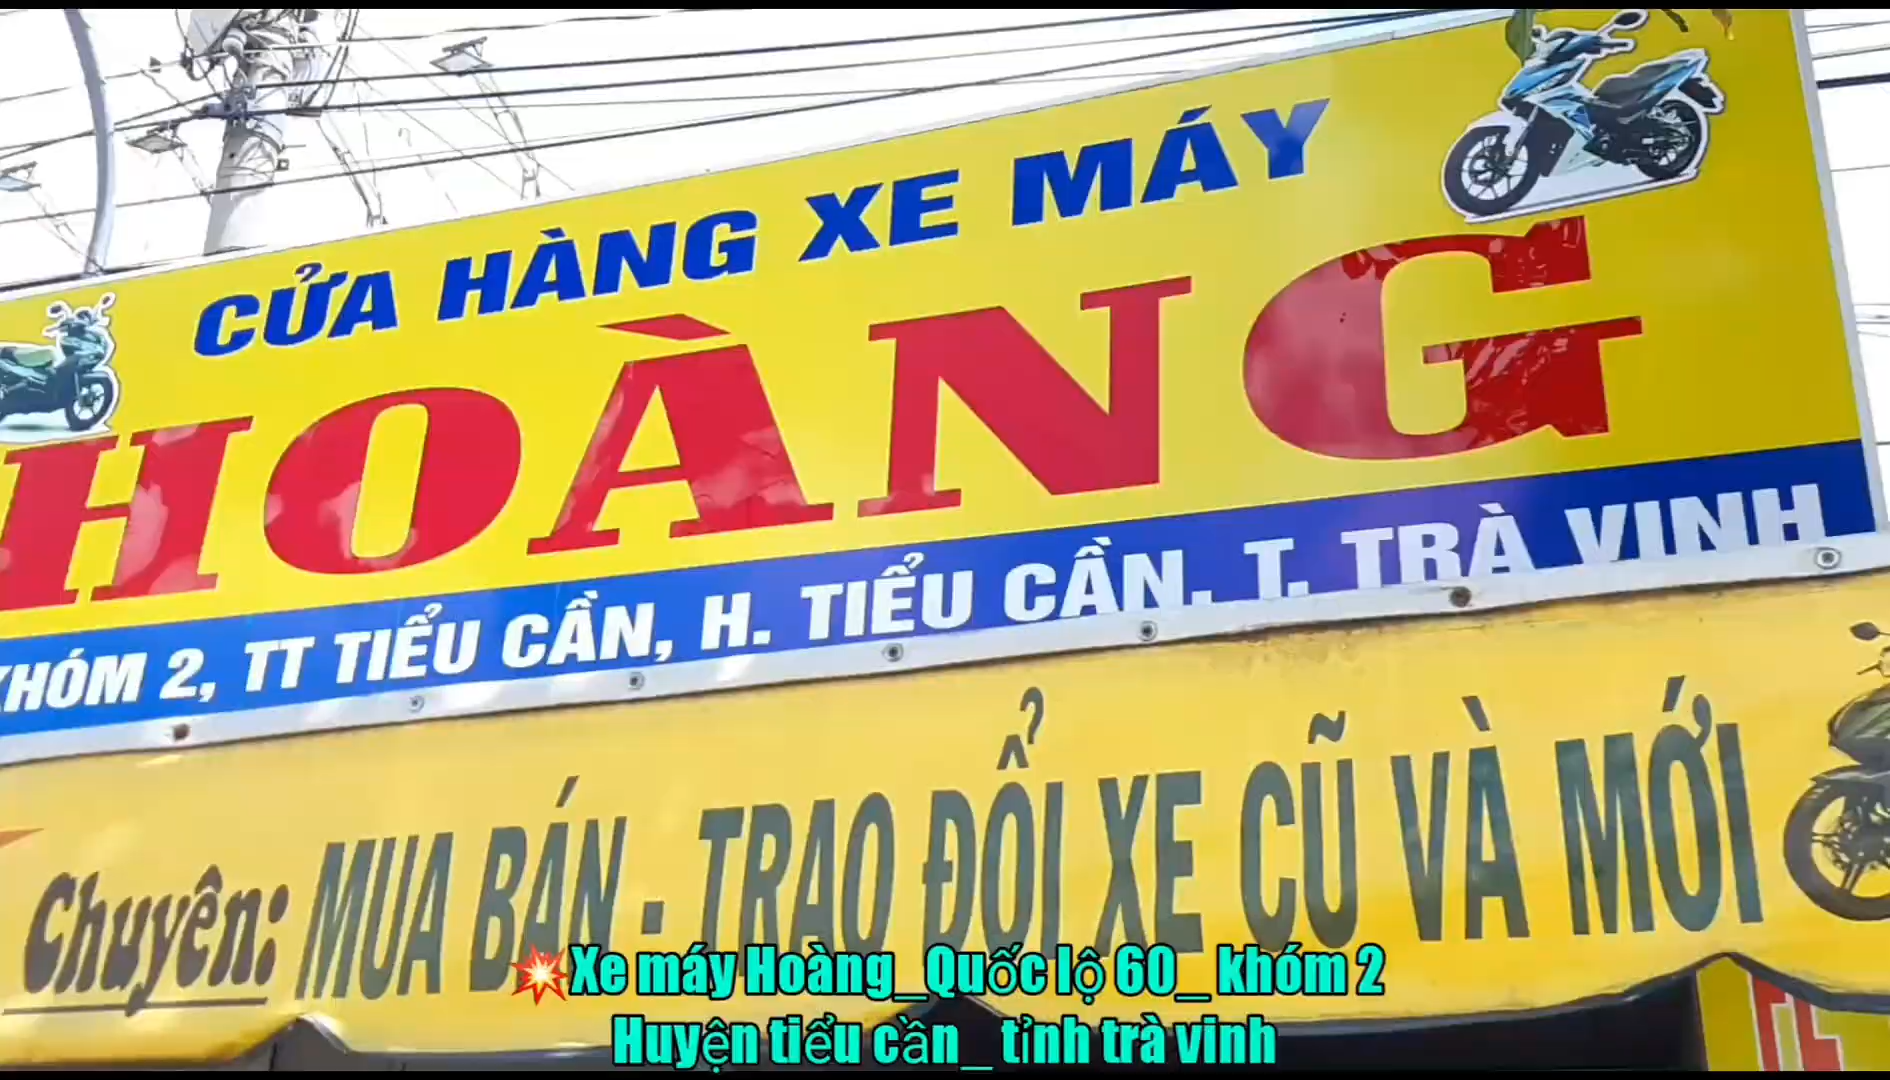 CỬA HÀNG XE MÁY
HOÀNG
KHÓM 2, TT TIỂU CẦN, H. TIỂU CẦN, T. TRÀ VINH
Chuyên: MUA BÁN - TRAO ĐỔI XE CŨ VÀ MỚI
💥Xe máy Hoàng_Quốc lộ 60_ khóm 2
Huyện tiểu cần_ tỉnh trà vinh